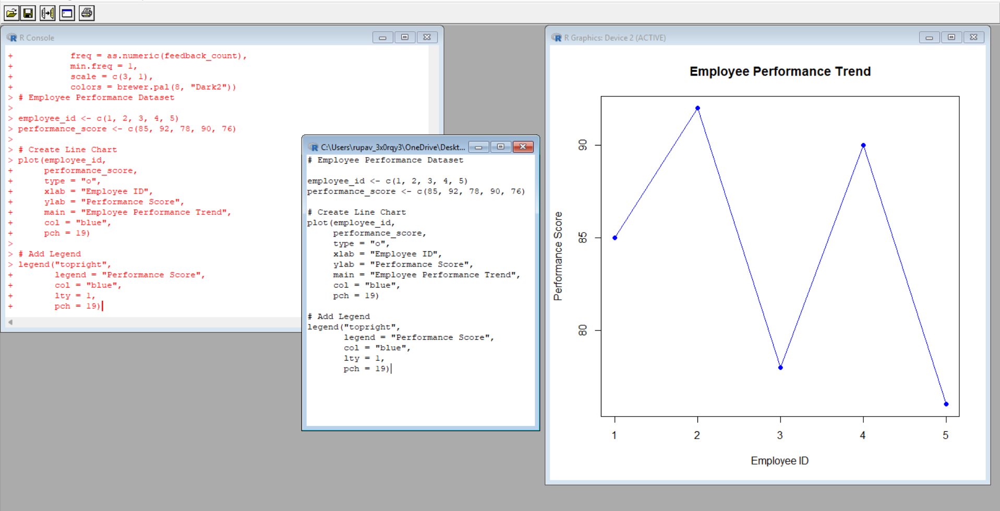 R Console
+           freq = as.numeric(feedback_count),
+           min.freq = 1,
+           scale = c(3, 1),
+           colors = brewer.pal(8, "Dark2"))
> # Employee Performance Dataset
>
> employee_id <- c(1, 2, 3, 4, 5)
> performance_score <- c(85, 92, 78, 90, 76)
>
> # Create Line Chart
> plot(employee_id,
+      performance_score,
+      type = "o",
+      xlab = "Employee ID",
+      ylab = "Performance Score",
+      main = "Employee Performance Trend",
+      col = "blue",
+      pch = 19)
>
> # Add Legend
> legend("topright",
+        legend = "Performance Score",
+        col = "blue",
+        lty = 1,
+        pch = 19)
C:\Users\rupav_3x0rqy3\OneDrive\Deskt...
# Employee Performance Dataset
employee_id <- c(1, 2, 3, 4, 5)
performance_score <- c(85, 92, 78, 90, 76)
# Create Line Chart
plot(employee_id,
     performance_score,
     type = "o",
     xlab = "Employee ID",
     ylab = "Performance Score",
     main = "Employee Performance Trend",
     col = "blue",
     pch = 19)
# Add Legend
legend("topright",
       legend = "Performance Score",
       col = "blue",
       lty = 1,
       pch = 19)
R Graphics: Device 2 (ACTIVE)
Employee Performance Trend
Performance Score
90
85
80
1 2 3 4 5
Employee ID